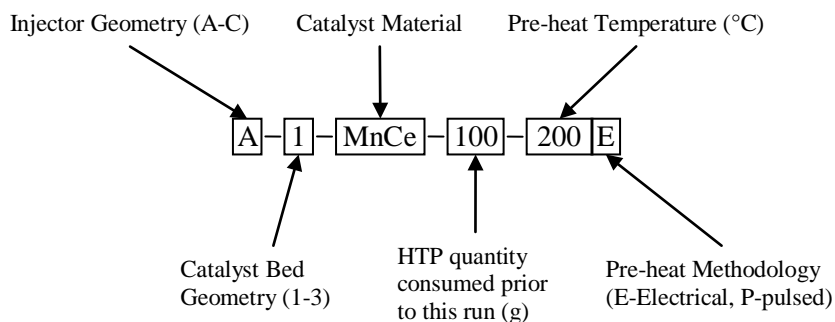 Injector Geometry (A-C)
Catalyst Material
Pre-heat Temperature (°C)
A – 1 – MnCe – 100 – 200 E
Catalyst Bed
Geometry (1-3)
HTP quantity
consumed prior
to this run (g)
Pre-heat Methodology
(E-Electrical, P-pulsed)